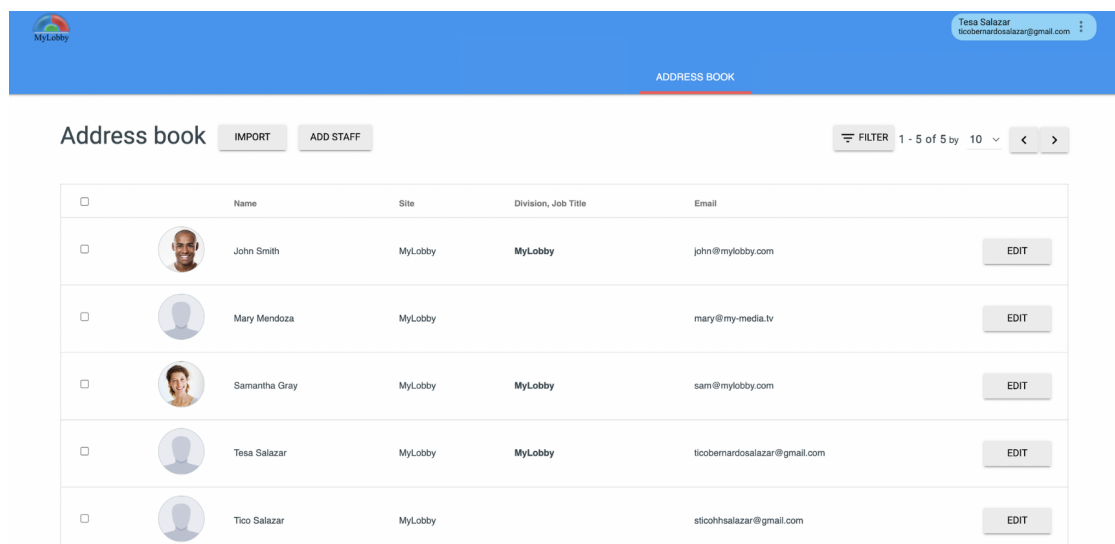 MyLobby
Tesa Salazar
ticobernardosalazar@gmail.com
ADDRESS BOOK
Address book IMPORT ADD STAFF FILTER 1 - 5 of 5 by 10
Name Site Division, Job Title Email
John Smith MyLobby MyLobby john@mylobby.com EDIT
Mary Mendoza MyLobby mary@my-media.tv EDIT
Samantha Gray MyLobby MyLobby sam@mylobby.com EDIT
Tesa Salazar MyLobby MyLobby ticobernardosalazar@gmail.com EDIT
Tico Salazar MyLobby sticohhsalazar@gmail.com EDIT